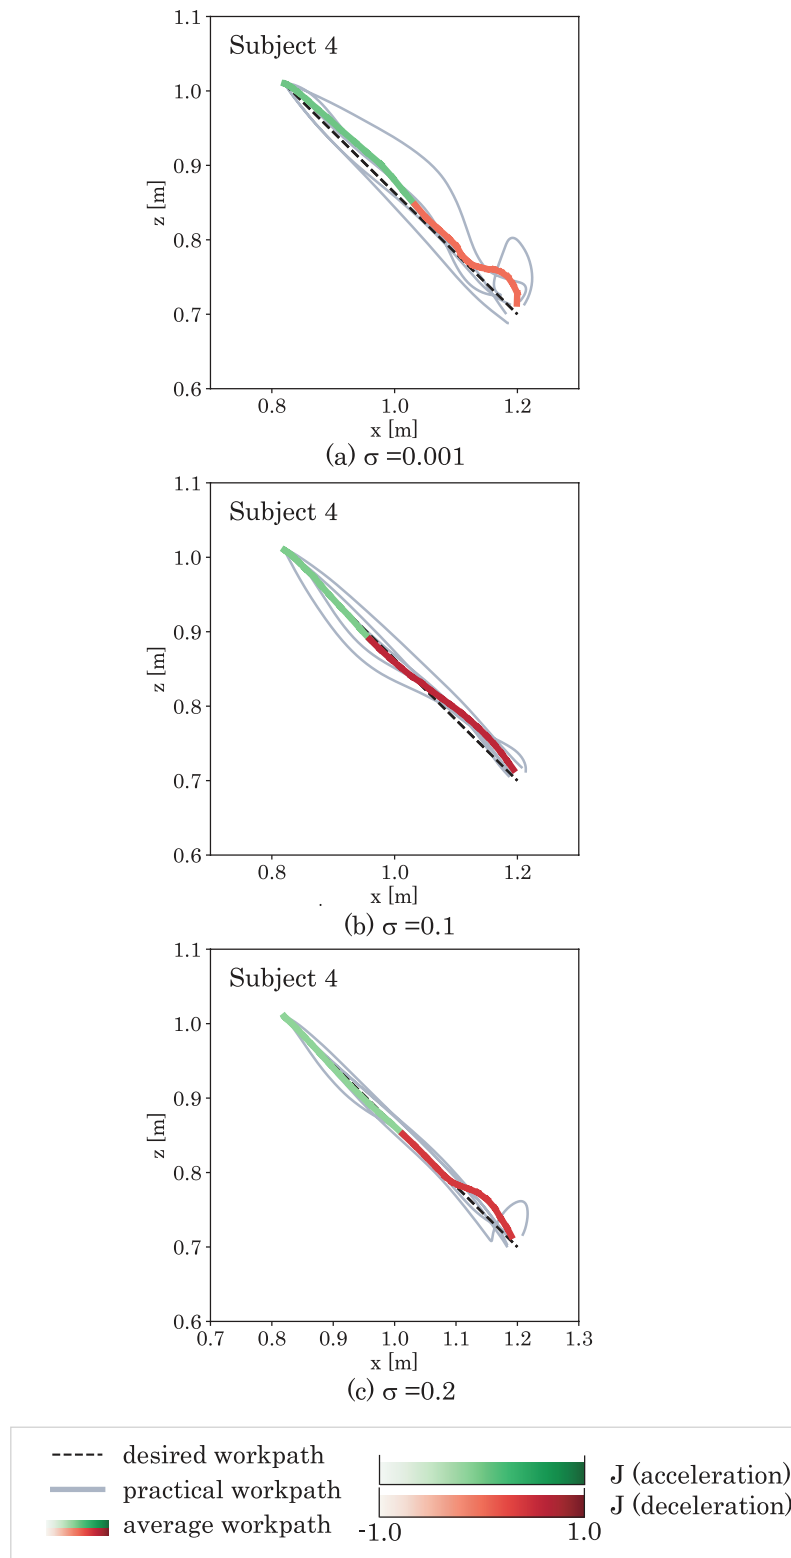 1.1
Subject 4
1.0
0.9
z [m]
0.8
0.7
0.6
0.8 1.0 1.2
x [m]
(a) σ =0.001
1.1
Subject 4
1.0
0.9
z [m]
0.8
0.7
0.6
0.8 1.0 1.2
x [m]
(b) σ =0.1
1.1
Subject 4
1.0
0.9
z [m]
0.8
0.7
0.6
0.7 0.8 0.9 1.0 1.1 1.2 1.3
x [m]
(c) σ =0.2
desired workpath
practical workpath
average workpath
J (acceleration)
J (deceleration)
-1.0 1.0